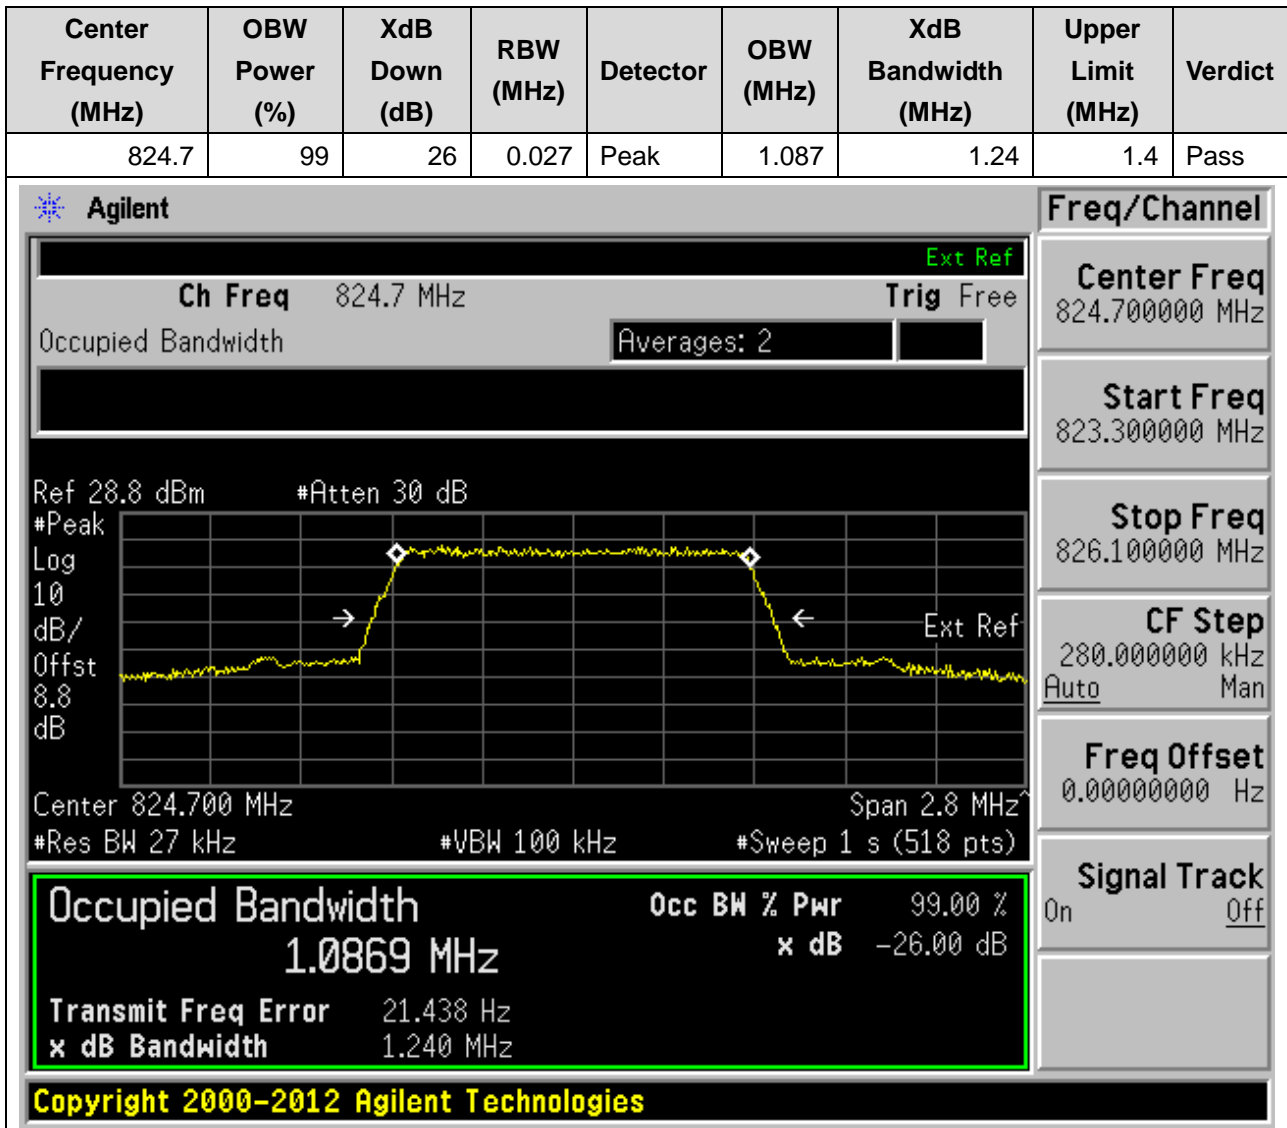 Center Frequency (MHz) OBW Power (%) XdB Down (dB) RBW (MHz) Detector OBW (MHz) XdB Bandwidth (MHz) Upper Limit (MHz) Verdict
824.7 99 26 0.027 Peak 1.087 1.24 1.4 Pass
Agilent
Ext Ref
Ch Freq 824.7 MHz Trig Free
Occupied Bandwidth Averages: 2
Ref 28.8 dBm #Atten 30 dB
#Peak
Log
10
dB/
Offst
8.8
dB
Ext Ref
Center 824.700 MHz Span 2.8 MHz^
#Res BW 27 kHz #VBW 100 kHz #Sweep 1 s (518 pts)
Occupied Bandwidth
1.0869 MHz
Occ BW % Pwr 99.00 %
x dB -26.00 dB
Transmit Freq Error 21.438 Hz
x dB Bandwidth 1.240 MHz
Freq/Channel
Center Freq
824.700000 MHz
Start Freq
823.300000 MHz
Stop Freq
826.100000 MHz
CF Step
280.000000 kHz
Auto Man
Freq Offset
0.00000000 Hz
Signal Track
On Off
Copyright 2000-2012 Agilent Technologies